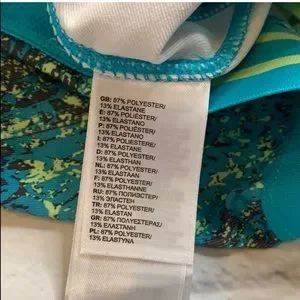 GB: 87% POLYESTER/
13% ELASTANE
E: 87% POLIÉSTER/
13% ELASTANO
P: 87% POLIÉSTER/
13% ELASTANO
I: 87% POLIESTERE/
13% ELASTANO
D: 87% POLYESTER/
13% ELASTHAN
NL: 87% POLYESTER/
13% ELASTAAN
F: 87% POLYESTER/
13% ELASTHANNE
RU: 87% ПОЛИЭСТЕР/
13% ЭЛАСТЕН
TR: 87% POLYESTER/
13% ELASTAN
GR: 87% ΠΟΛΥΕΣΤΕΡΑΣ/
13% ΕΛΑΣΤΑΝΗ
PL: 87% POLYESTER/
13% ELASTYNA